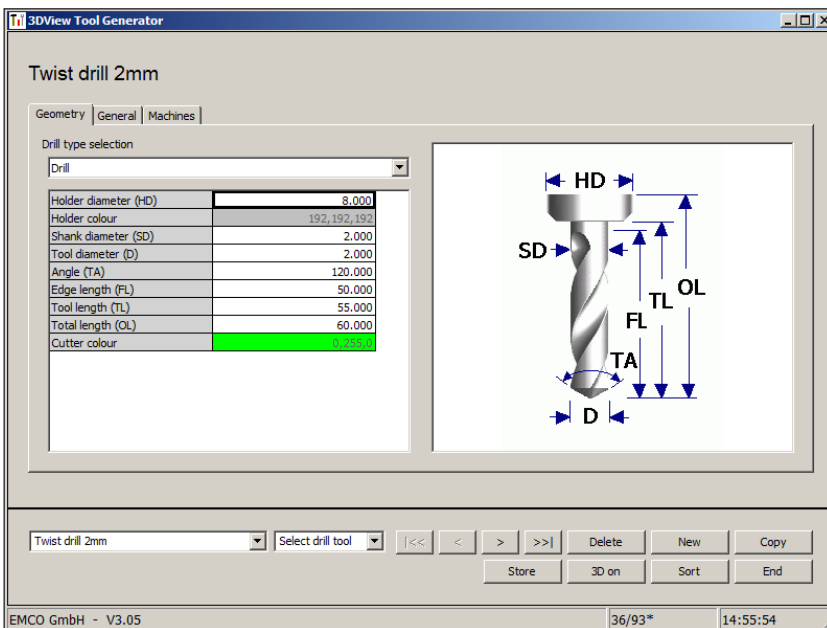 3DView Tool Generator
Twist drill 2mm
Geometry General Machines
Drill type selection
Drill
Holder diameter (HD) 8.000
Holder colour 192,192,192
Shank diameter (SD) 2.000
Tool diameter (D) 2.000
Angle (TA) 120.000
Edge length (FL) 50.000
Tool length (TL) 55.000
Total length (OL) 60.000
Cutter colour 0,255,0
HD
SD
OL
TL
FL
TA
D
Twist drill 2mm Select drill tool |<< < > >>| Delete New Copy
Store 3D on Sort End
EMCO GmbH - V3.05 36/93* 14:55:54